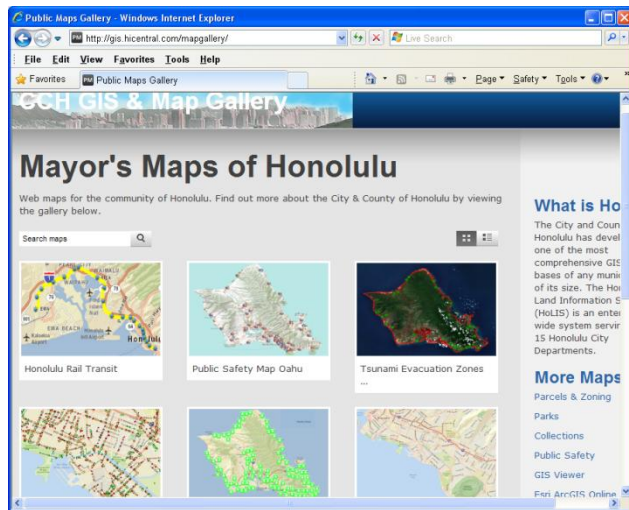 Public Maps Gallery - Windows Internet Explorer
http://gis.hicentral.com/mapgallery/
Live Search
File Edit View Favorites Tools Help
Favorites Public Maps Gallery Page Safety Tools
CCH GIS & Map Gallery
Mayor's Maps of Honolulu
Web maps for the community of Honolulu. Find out more about the City & County of Honolulu by viewing
the gallery below.
Search maps
Honolulu Rail Transit
Public Safety Map Oahu
Tsunami Evacuation Zones
...
What is Ho
The City and Coun
Honolulu has devel
one of the most
comprehensive GIS
bases of any munic
of its size. The Hon
Land Information S
(HoLIS) is an enter
wide system servin
15 Honolulu City
Departments.
More Maps
Parcels & Zoning
Parks
Collections
Public Safety
GIS Viewer
Esri ArcGIS Online